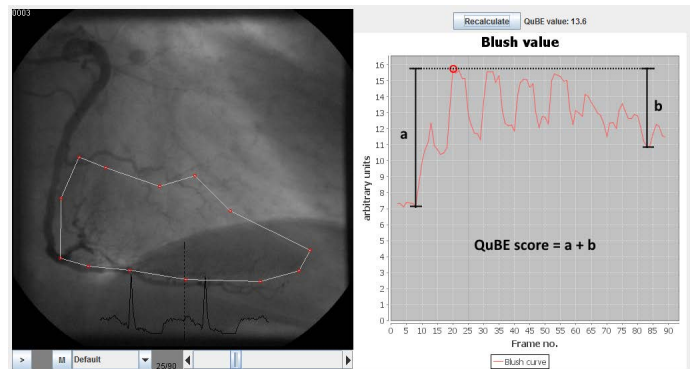 0003
Recalculate QuBE value: 13.6
Blush value
arbitrary units
16
15
14
13
12
11
10
9
8
7
6
5
4
3
2
1
0
a
b
QuBE score = a + b
0 5 10 15 20 25 30 35 40 45 50 55 60 65 70 75 80 85 90
Frame no.
Blush curve
> M Default 25/90